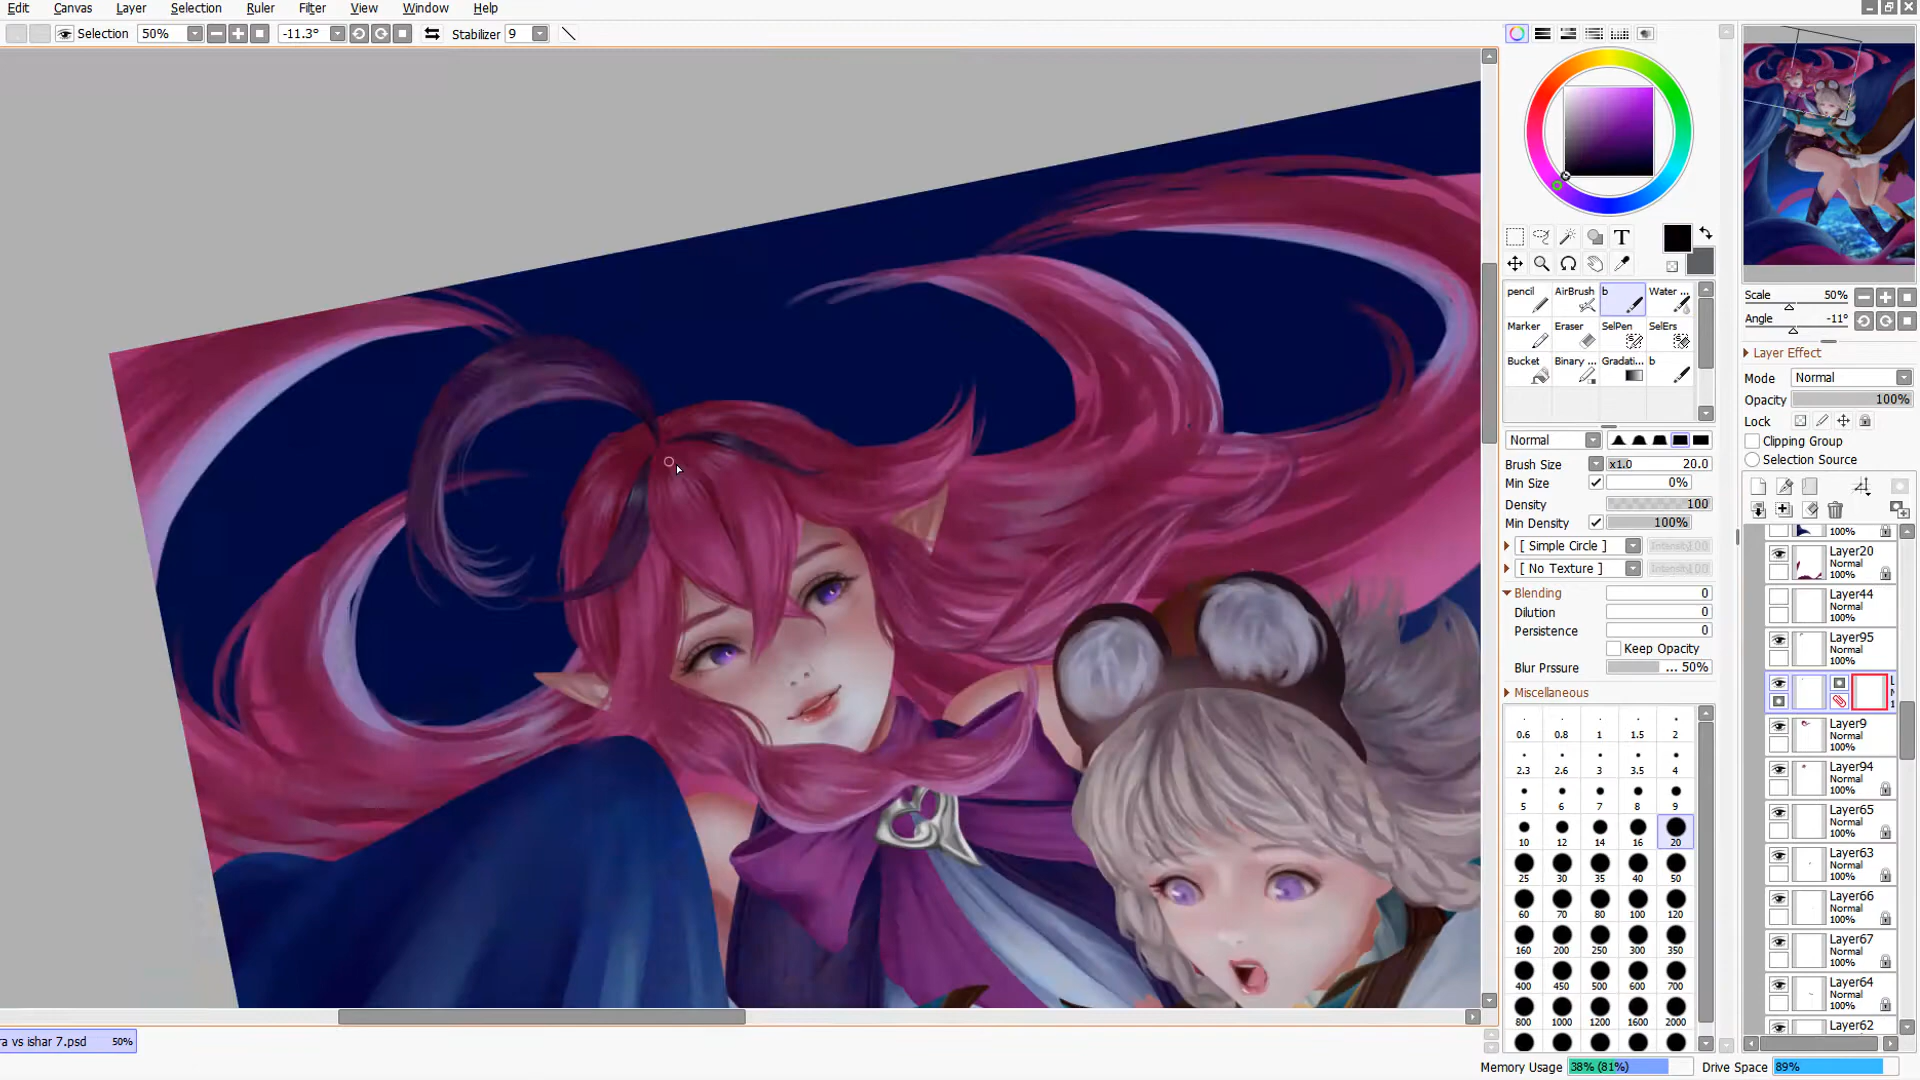 Edit Canvas Layer Selection Ruler Filter View Window Help
Selection 50% -11.3° Stabilizer 9
T
pencil AirBrush b Water ...
Marker Eraser SelPen SelErs
Bucket Binary ... Gradati... b
Normal
Brush Size x1.0 20.0
Min Size 0%
Density 100
Min Density 100%
[ Simple Circle ] Intensity100
[ No Texture ] Intensity100
Blending 0
Dilution 0
Persistence 0
Keep Opacity
Blur Prssure ... 50%
Miscellaneous
0.6 0.8 1 1.5 2
2.3 2.6 3 3.5 4
5 6 7 8 9
10 12 14 16 20
25 30 35 40 50
60 70 80 100 120
160 200 250 300 350
400 450 500 600 700
800 1000 1200 1600 2000
Scale 50%
Angle -11°
Layer Effect
Mode Normal
Opacity 100%
Lock
Clipping Group
Selection Source
100%
Layer20
Normal
100%
Layer44
Normal
100%
Layer95
Normal
100%
Layer9
Normal
100%
Layer94
Normal
100%
Layer65
Normal
100%
Layer63
Normal
100%
Layer66
Normal
100%
Layer67
Normal
100%
Layer64
Normal
100%
Layer62
ra vs ishar 7.psd 50%
Memory Usage 38% (81%) Drive Space 89%